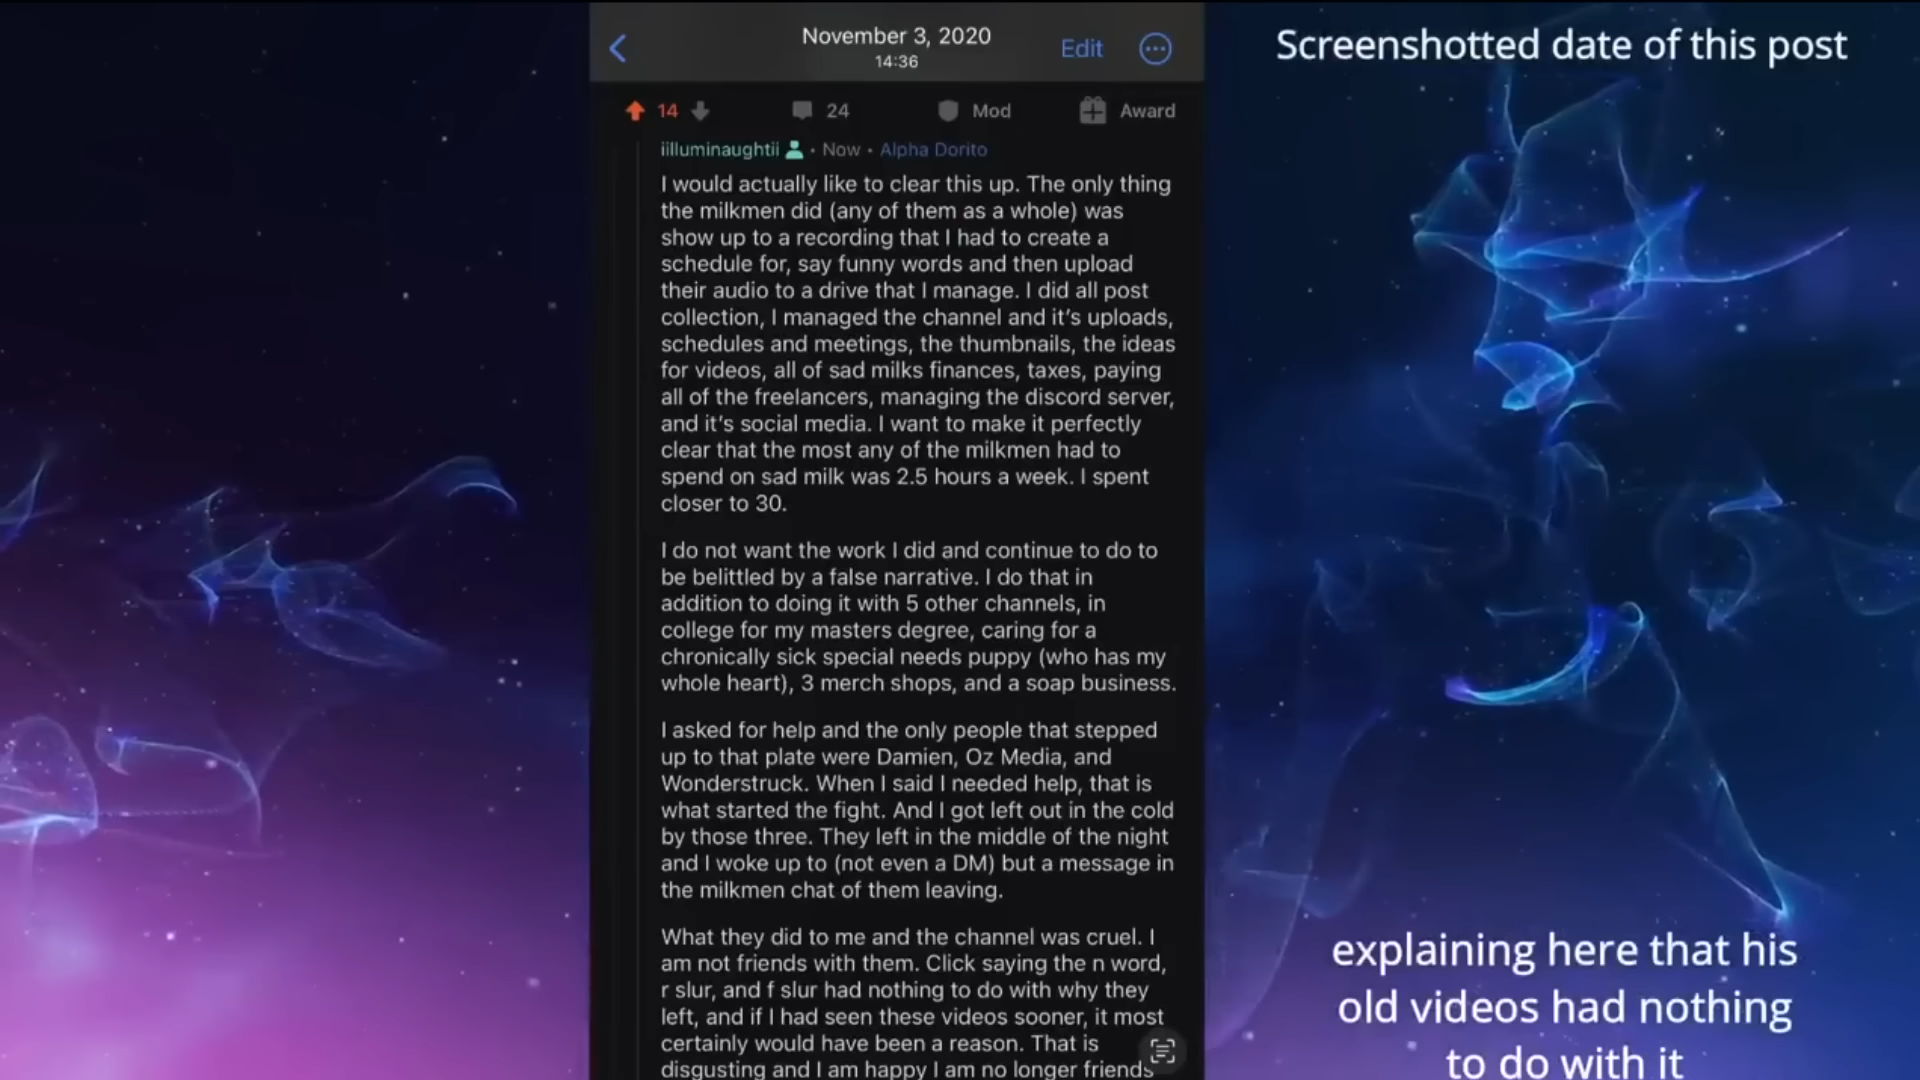 November 3, 2020
14:36
Edit
Screenshotted date of this post
14
24
Mod
Award
iilluminaughtii · Now · Alpha Dorito
I would actually like to clear this up. The only thing
the milkmen did (any of them as a whole) was
show up to a recording that I had to create a
schedule for, say funny words and then upload
their audio to a drive that I manage. I did all post
collection, I managed the channel and it’s uploads,
schedules and meetings, the thumbnails, the ideas
for videos, all of sad milks finances, taxes, paying
all of the freelancers, managing the discord server,
and it’s social media. I want to make it perfectly
clear that the most any of the milkmen had to
spend on sad milk was 2.5 hours a week. I spent
closer to 30.
I do not want the work I did and continue to do to
be belittled by a false narrative. I do that in
addition to doing it with 5 other channels, in
college for my masters degree, caring for a
chronically sick special needs puppy (who has my
whole heart), 3 merch shops, and a soap business.
I asked for help and the only people that stepped
up to that plate were Damien, Oz Media, and
Wonderstruck. When I said I needed help, that is
what started the fight. And I got left out in the cold
by those three. They left in the middle of the night
and I woke up to (not even a DM) but a message in
the milkmen chat of them leaving.
What they did to me and the channel was cruel. I
am not friends with them. Click saying the n word,
r slur, and f slur had nothing to do with why they
left, and if I had seen these videos sooner, it most
certainly would have been a reason. That is
disgusting and I am happy I am no longer friends
explaining here that his
old videos had nothing
to do with it